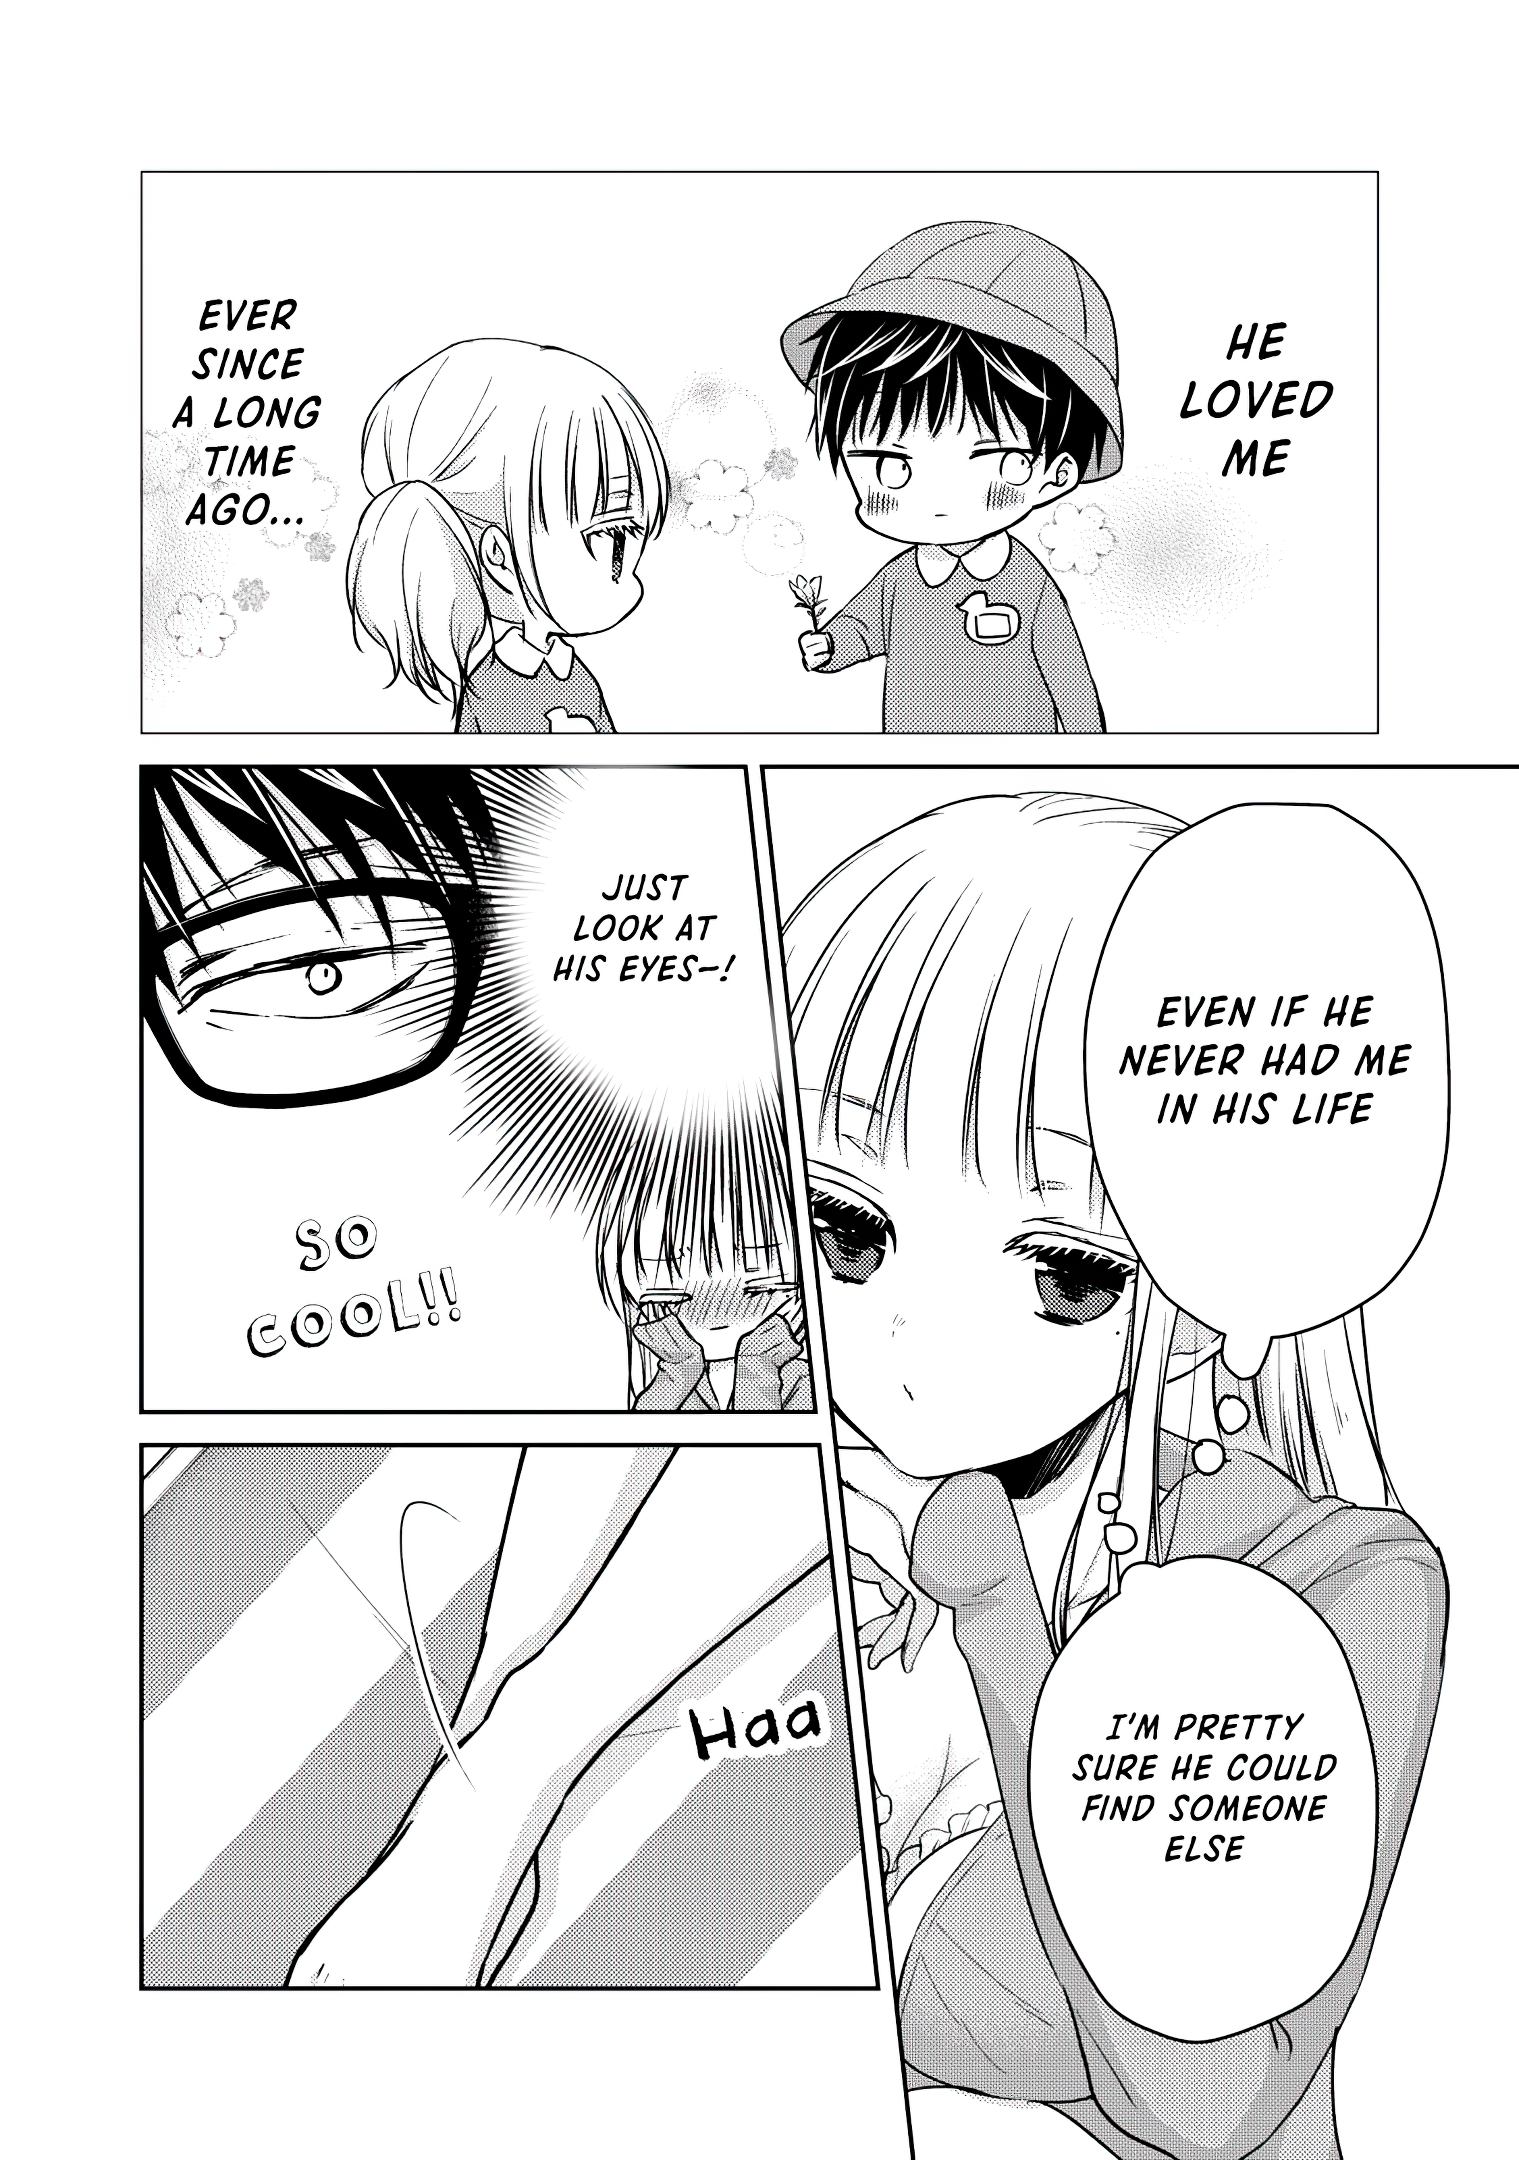 HE
LOVED
ME
EVER
SINCE
A LONG
TIME
AGO...
EVEN IF HE
NEVER HAD ME
IN HIS LIFE
I'M PRETTY
SURE HE COULD
FIND SOMEONE
ELSE
JUST
LOOK AT
HIS EYES~!
SO
COOL!!
Haa